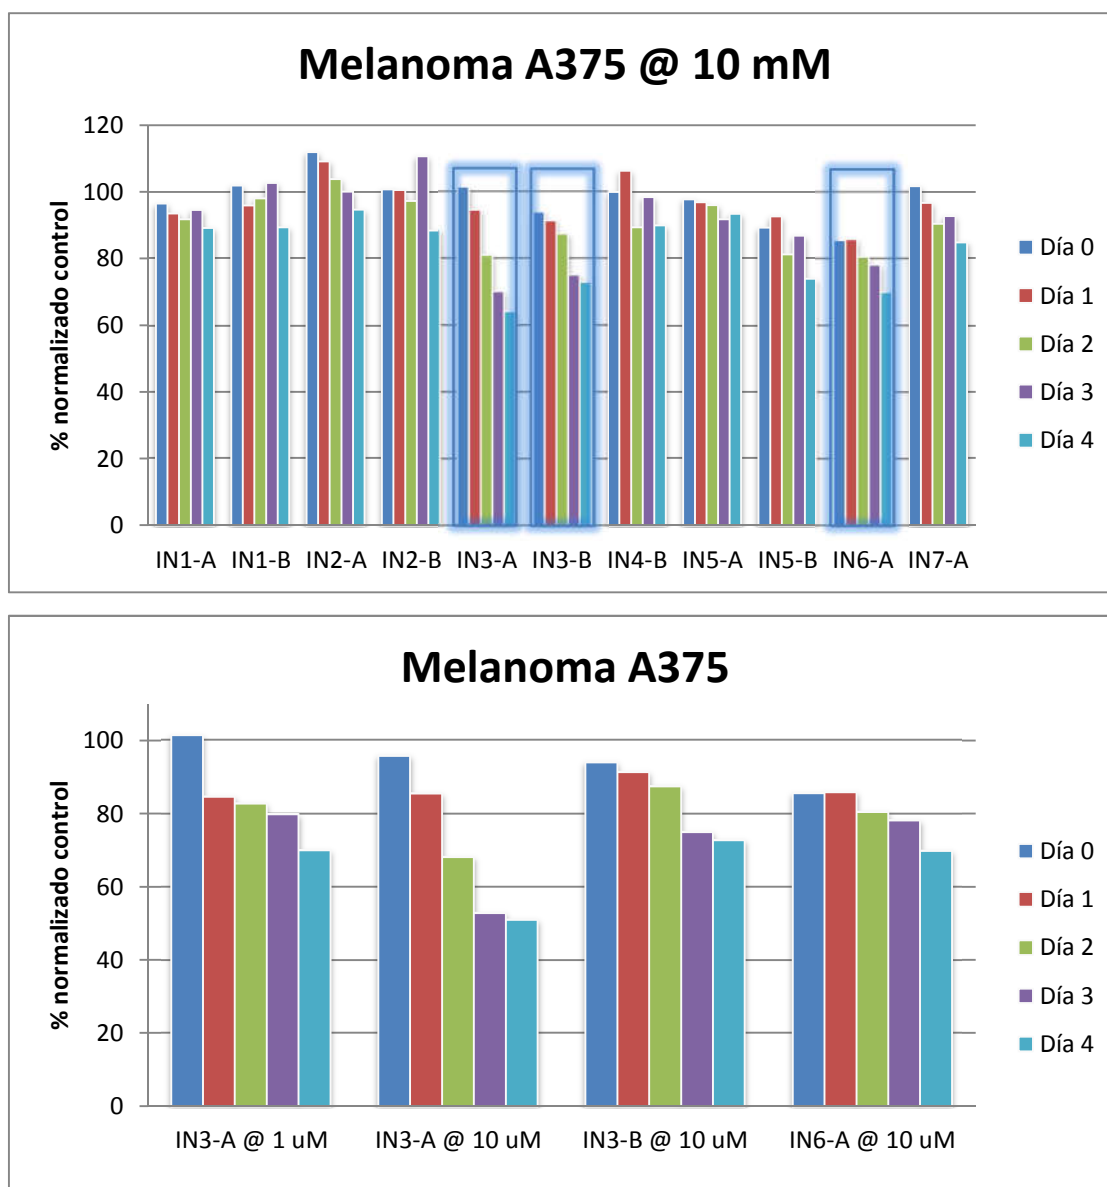 Melanoma A375 @ 10 mM
% normalizado control
120
100
80
60
40
20
0
IN1-A IN1-B IN2-A IN2-B IN3-A IN3-B IN4-B IN5-A IN5-B IN6-A IN7-A
Día 0
Día 1
Día 2
Día 3
Día 4
Melanoma A375
% normalizado control
100
80
60
40
20
0
IN3-A @ 1 uM IN3-A @ 10 uM IN3-B @ 10 uM IN6-A @ 10 uM
Día 0
Día 1
Día 2
Día 3
Día 4